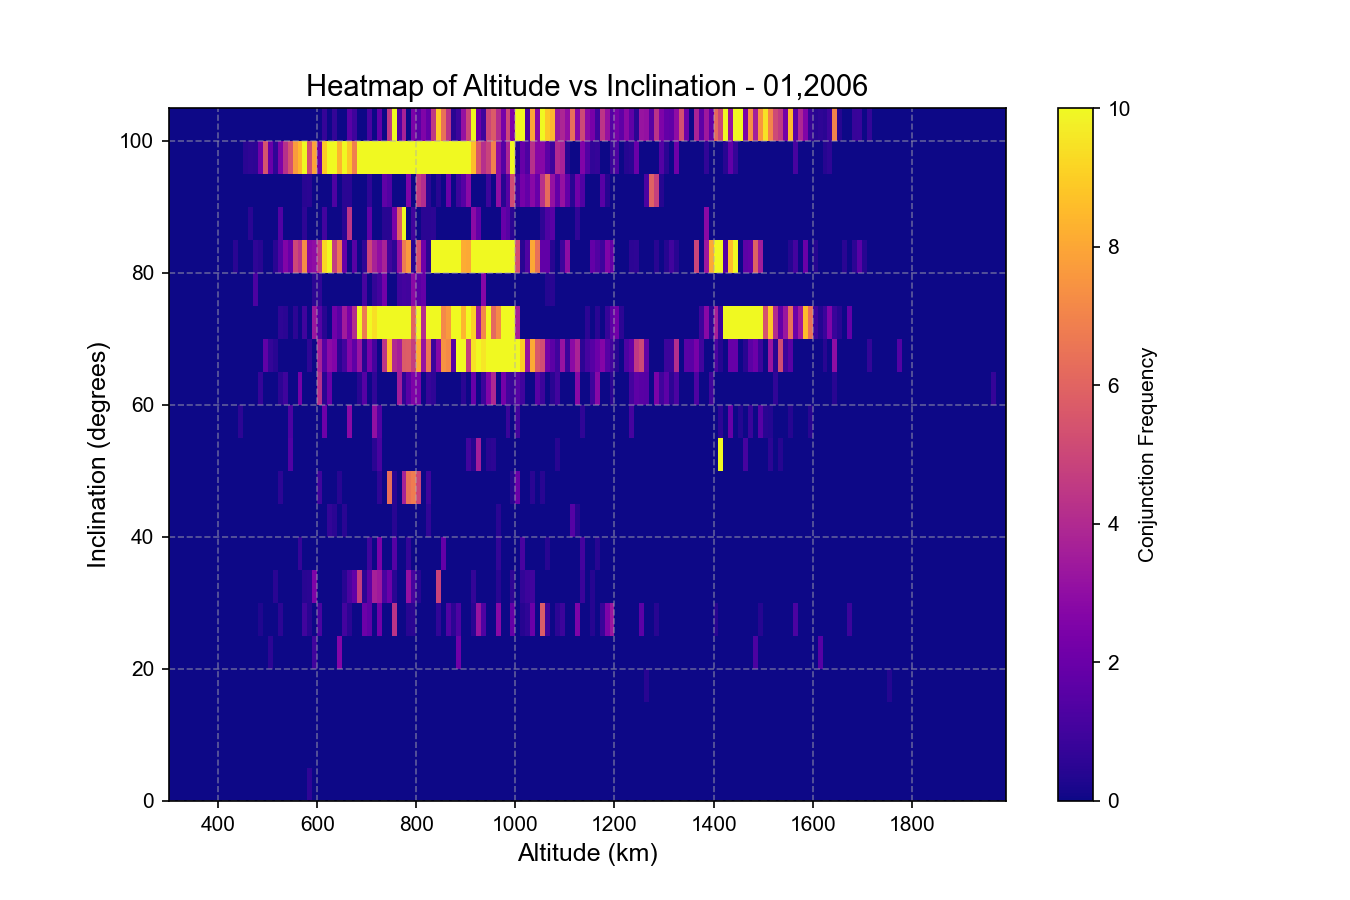 Heatmap of Altitude vs Inclination - 01,2006
100
80
60
40
20
0
Inclination (degrees)
400 600 800 1000 1200 1400 1600 1800
Altitude (km)
10
8
6
4
2
0
Conjunction Frequency